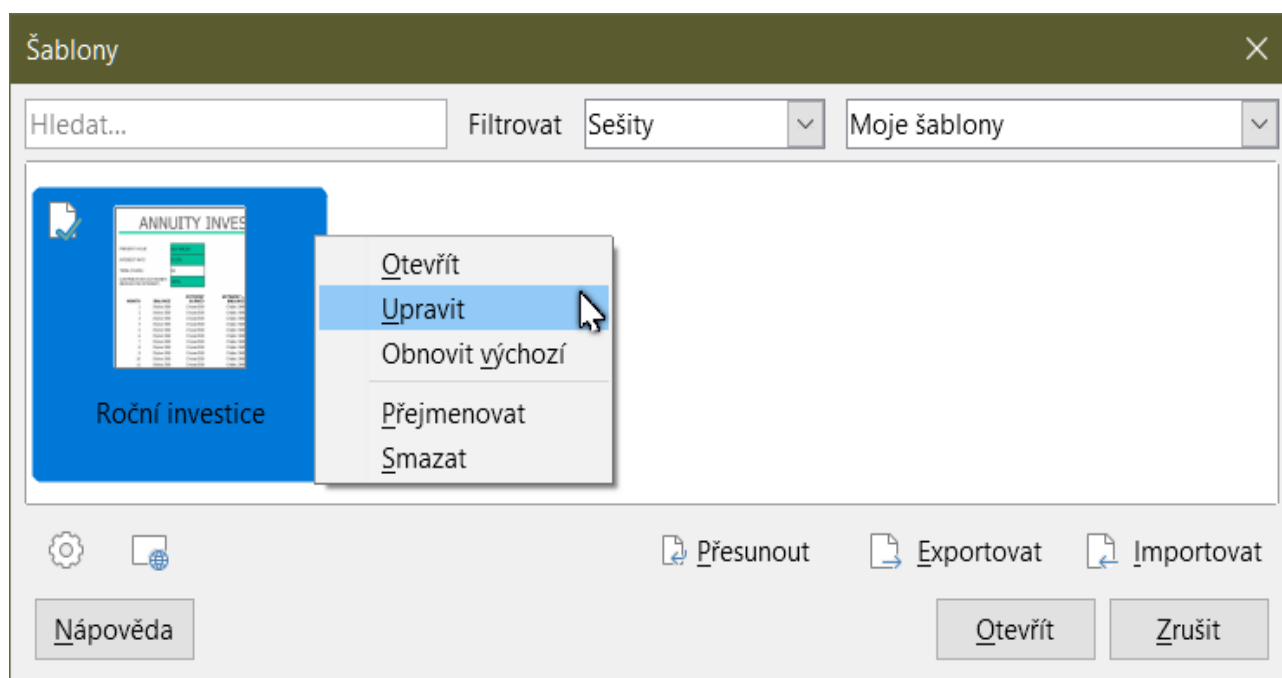 Šablony
Hledat... Filtrovat Sešity Moje šablony
ANNUITY INVES
Otevřít
Upravit
Obnovit výchozí
Přejmenovat
Smazat
Roční investice
Přesunout Exportovat Importovat
Nápověda Otevřít Zrušit